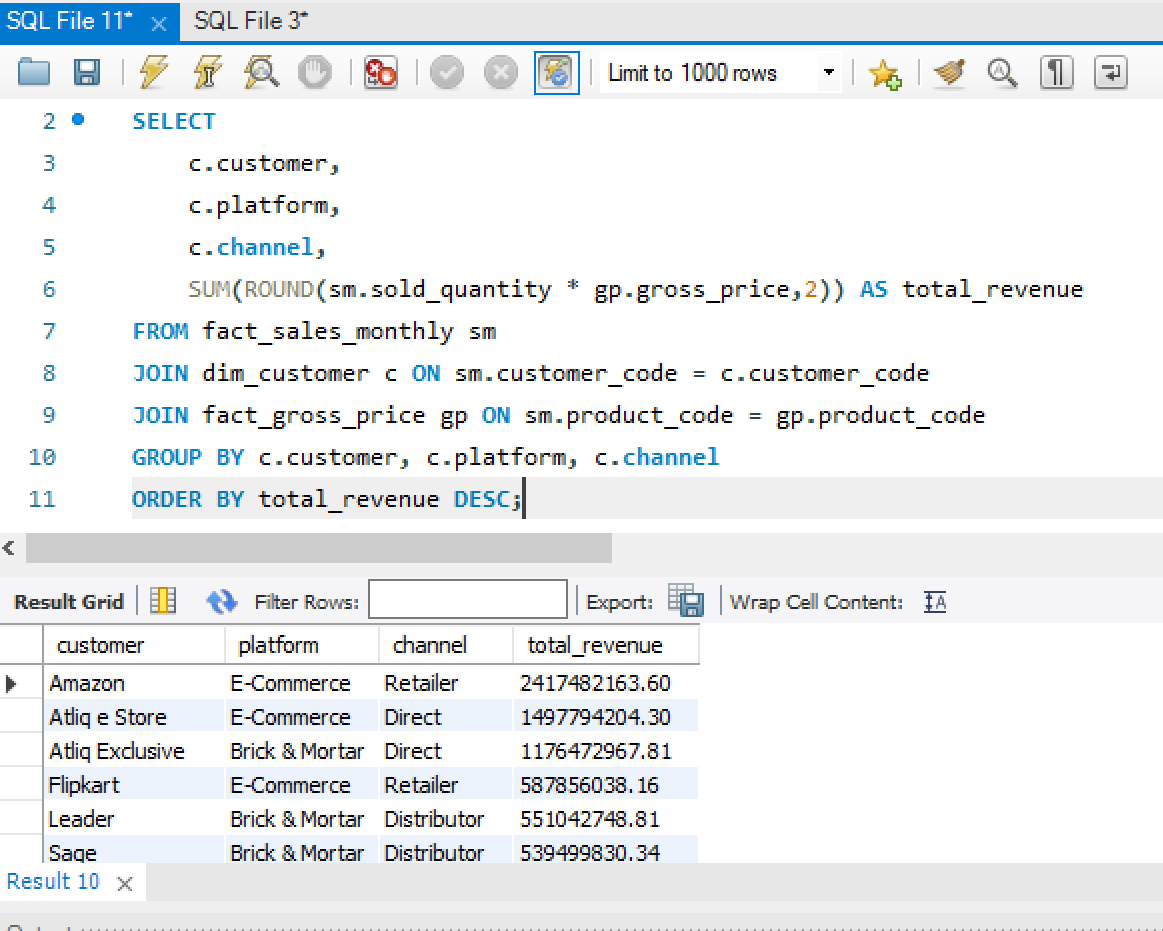 SQL File 11* × SQL File 3*
Limit to 1000 rows
2 SELECT
3 c.customer,
4 c.platform,
5 c.channel,
6 SUM(ROUND(sm.sold_quantity * gp.gross_price,2)) AS total_revenue
7 FROM fact_sales_monthly sm
8 JOIN dim_customer c ON sm.customer_code = c.customer_code
9 JOIN fact_gross_price gp ON sm.product_code = gp.product_code
10 GROUP BY c.customer, c.platform, c.channel
11 ORDER BY total_revenue DESC;
Result Grid Filter Rows: Export: Wrap Cell Content:
customer platform channel total_revenue
Amazon E-Commerce Retailer 2417482163.60
Atliq e Store E-Commerce Direct 1497794204.30
Atliq Exclusive Brick & Mortar Direct 1176472967.81
Flipkart E-Commerce Retailer 587856038.16
Leader Brick & Mortar Distributor 551042748.81
Sage Brick & Mortar Distributor 539499830.34
Result 10 ×